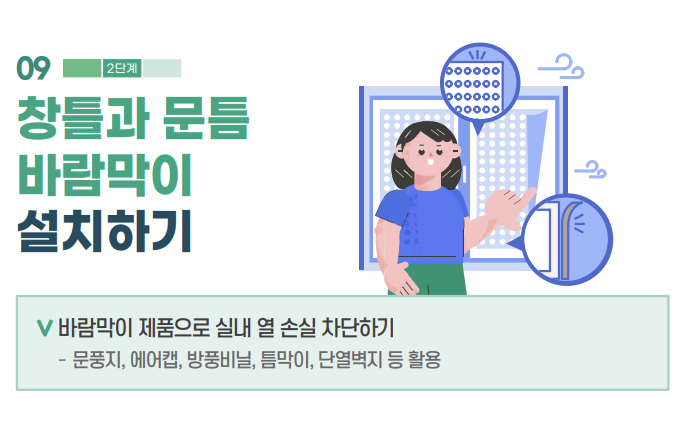 09 2단계
창틀과 문틈
바람막이
설치하기
V 바람막이 제품으로 실내 열 손실 차단하기
- 문풍지, 에어캡, 방풍비닐, 틈막이, 단열벽지 등 활용